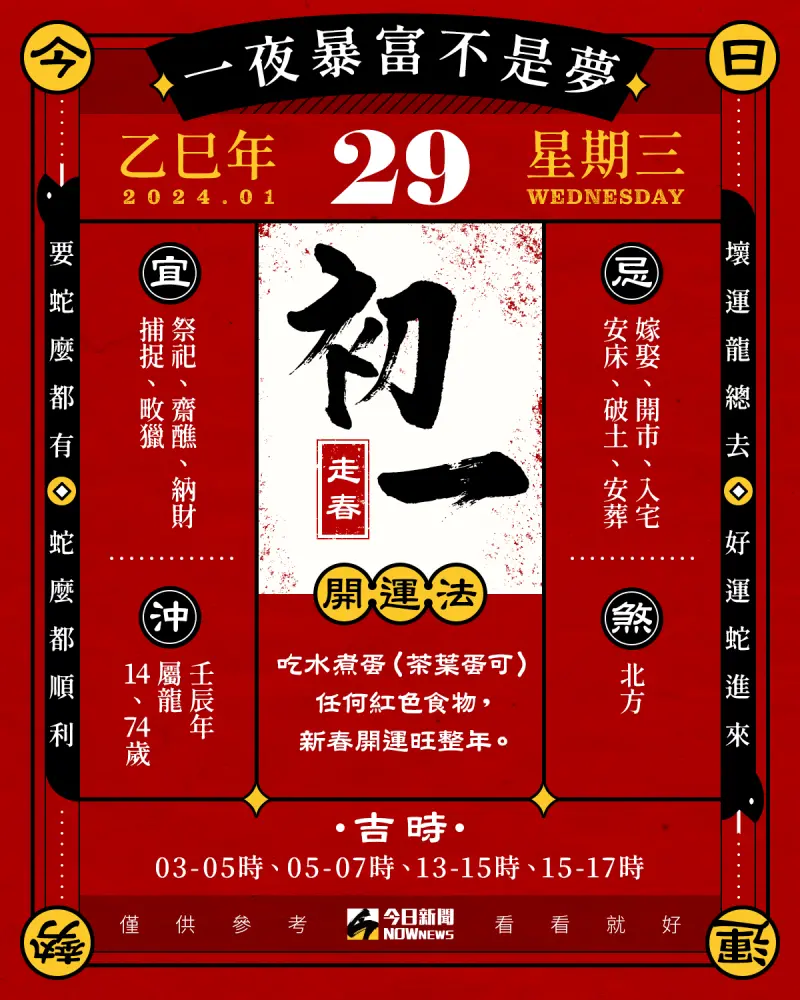 今
日
一夜暴富不是夢
乙巳年
2024.01
29
星期三
WEDNESDAY
要蛇麼都有
蛇麼都順利
宜
祭祀、齋醮、納財
捕捉、畋獵
沖
壬辰年
屬龍
14、74歲
初一
走春
開運法
吃水煮蛋(茶葉蛋可)
任何紅色食物,
新春開運旺整年。
忌
嫁娶、開市、入宅
安床、破土、安葬
煞
北方
壞運龍總去
好運蛇進來
•吉時•
03-05時、05-07時、13-15時、15-17時
運
勢
僅供參考
今日新聞
NOWNEWS
看看就好